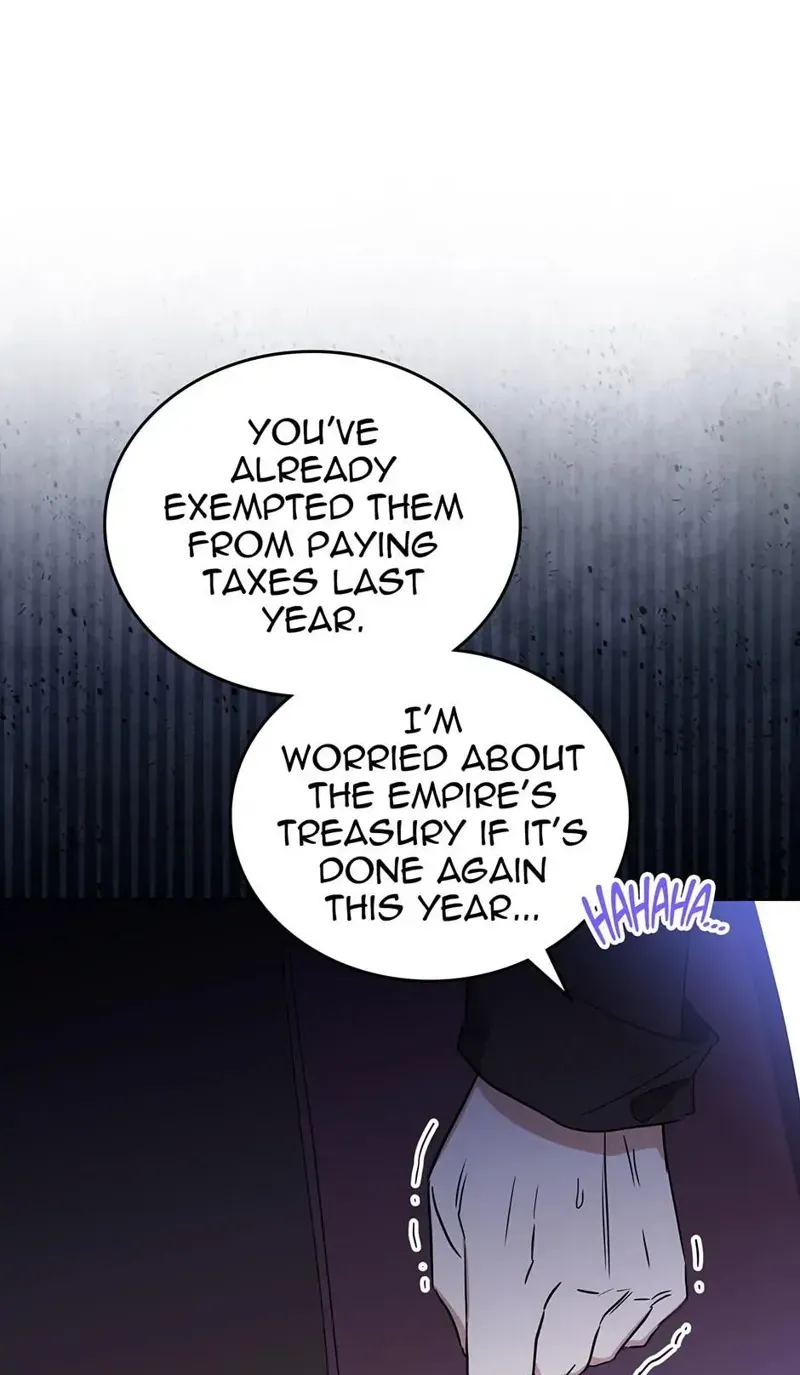 YOU'VE
ALREADY
EXEMPTED THEM
FROM PAYING
TAXES LAST
YEAR.
I'M
WORRIED ABOUT
THE EMPIRE'S
TREASURY IF IT'S
DONE AGAIN
THIS YEAR...
HAHAHA...